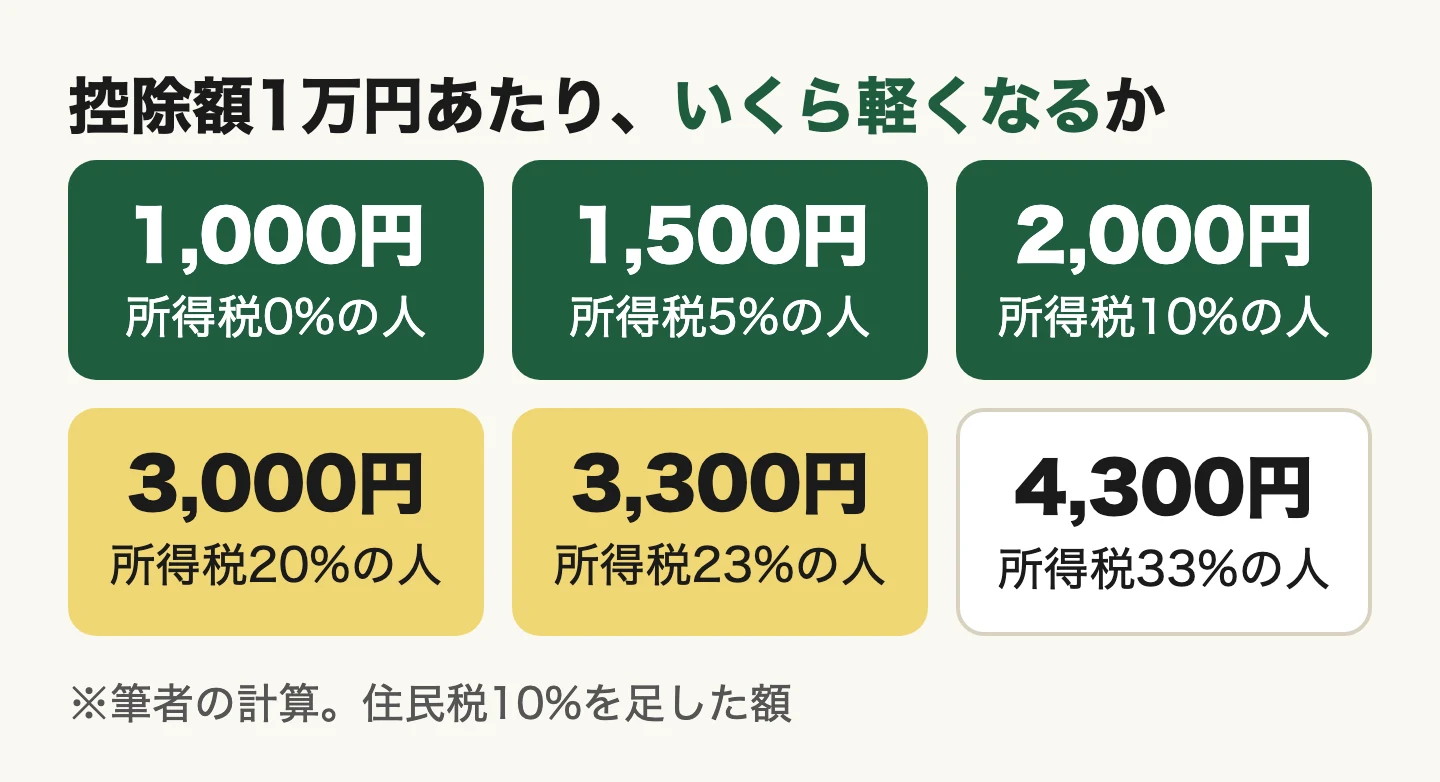 控除額1万円あたり、いくら軽くなるか
1,000円
所得税0%の人
1,500円
所得税5%の人
2,000円
所得税10%の人
3,000円
所得税20%の人
3,300円
所得税23%の人
4,300円
所得税33%の人
※筆者の計算。住民税10%を足した額